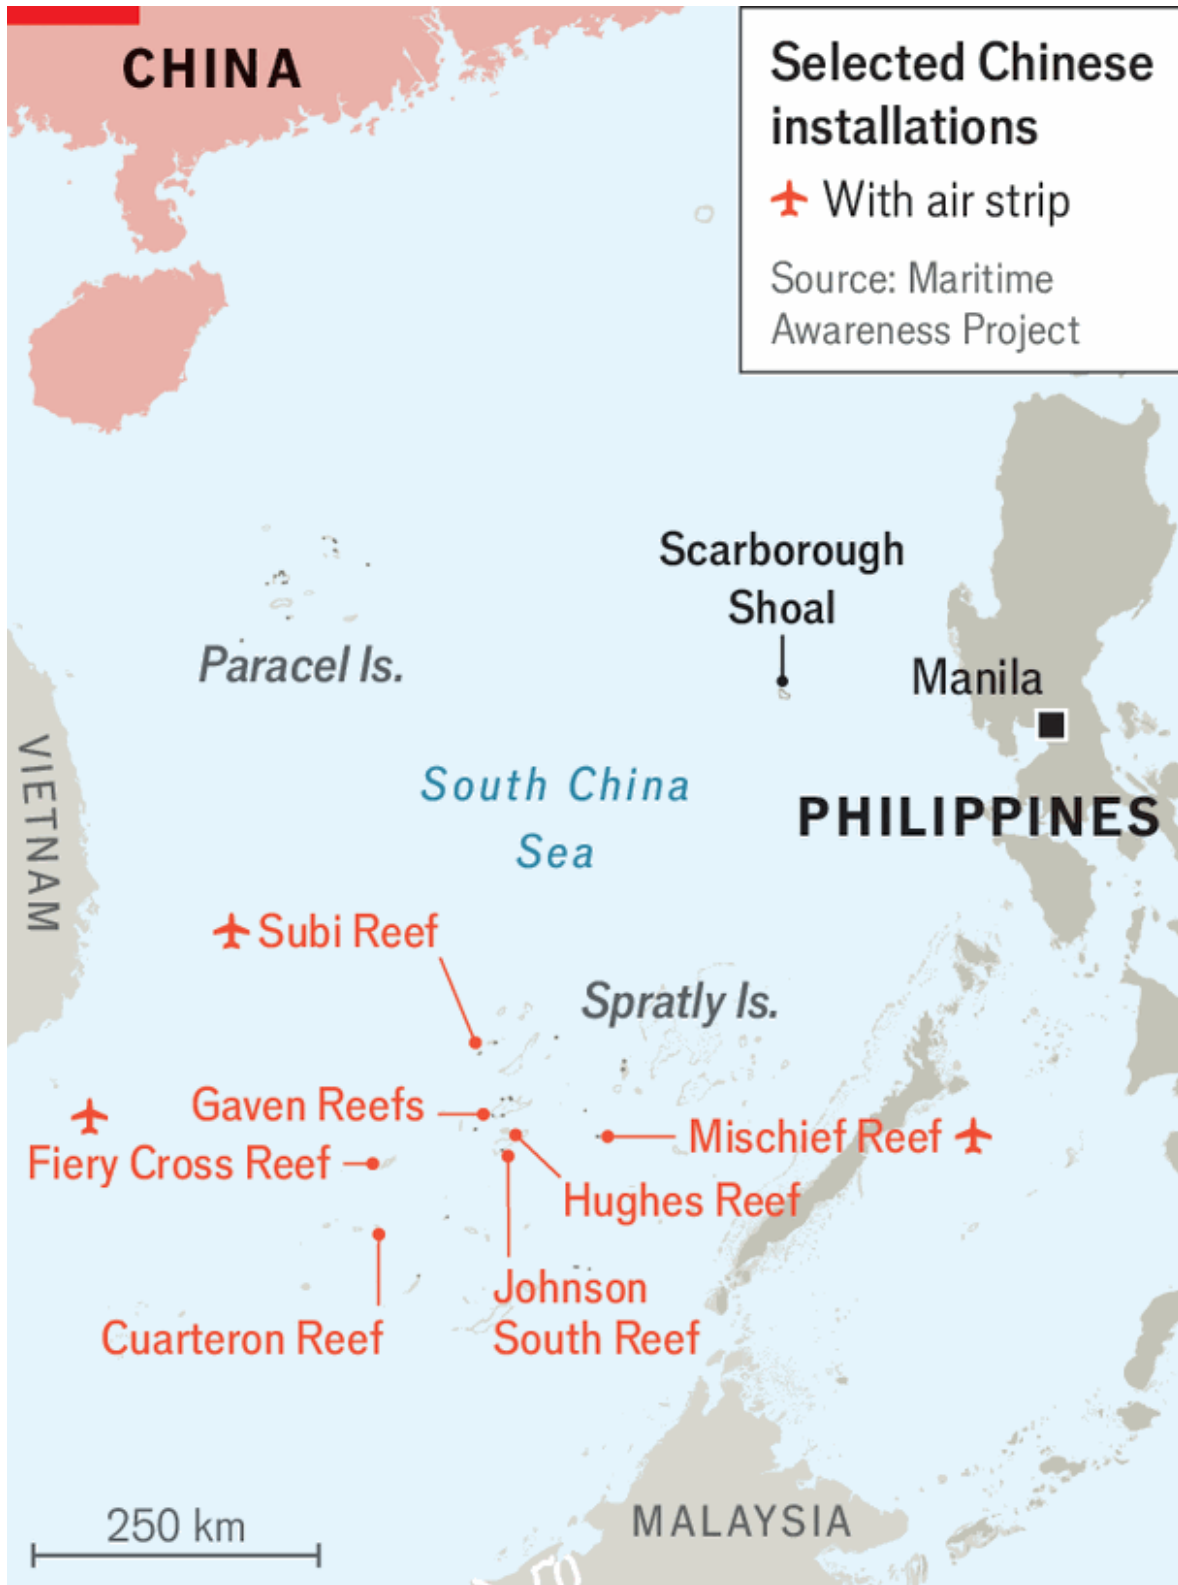 CHINA
Selected Chinese
installations
With air strip
Source: Maritime
Awareness Project
Scarborough
Shoal
Paracel Is.
Manila
VIETNAM
South China
Sea
PHILIPPINES
Subi Reef
Spratly Is.
Gaven Reefs
Mischief Reef
Fiery Cross Reef
Hughes Reef
Johnson
South Reef
Cuarteron Reef
250 km
MALAYSIA